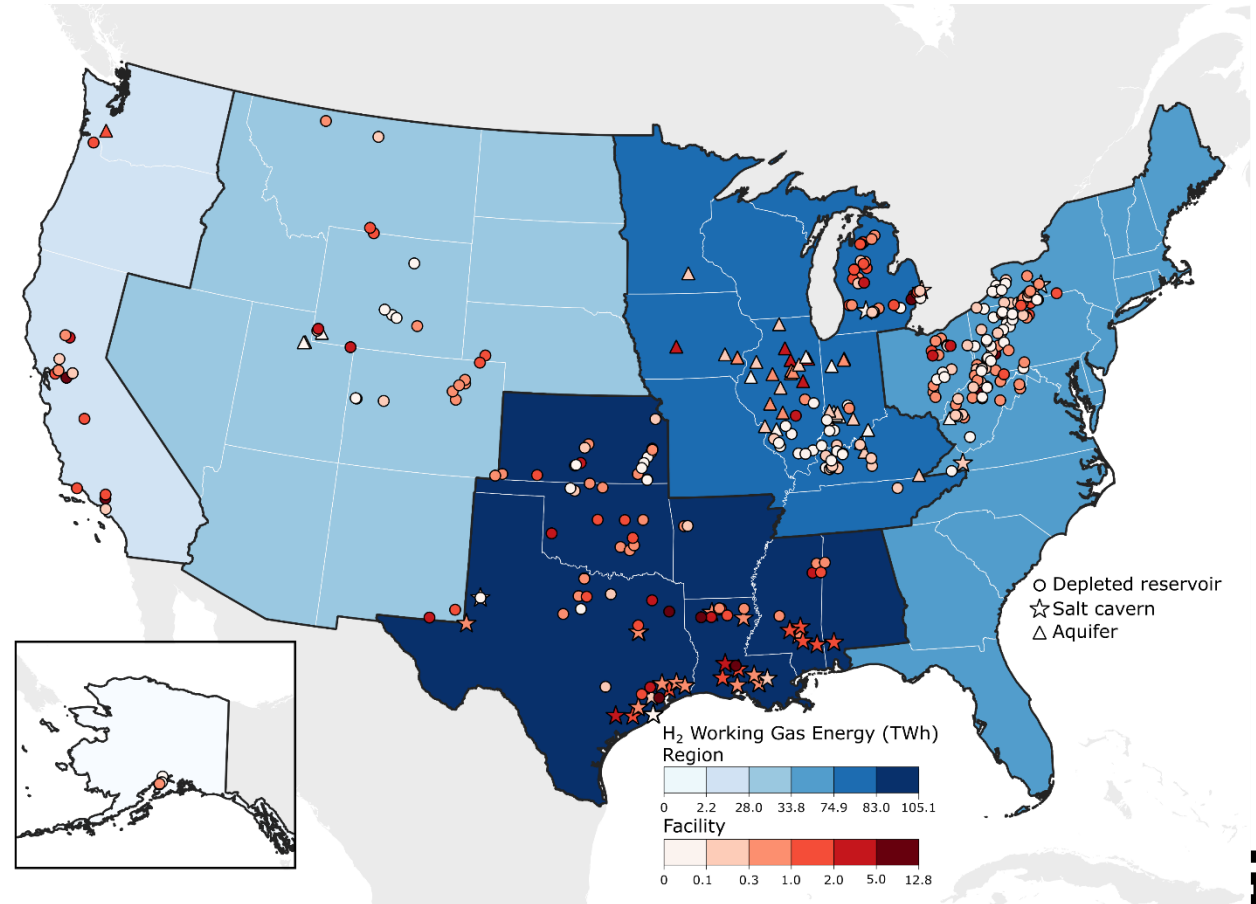 Depleted reservoir
Salt cavern
Aquifer
H₂ Working Gas Energy (TWh)
Region
0 2.2 28.0 33.8 74.9 83.0 105.1
Facility
0 0.1 0.3 1.0 2.0 5.0 12.8